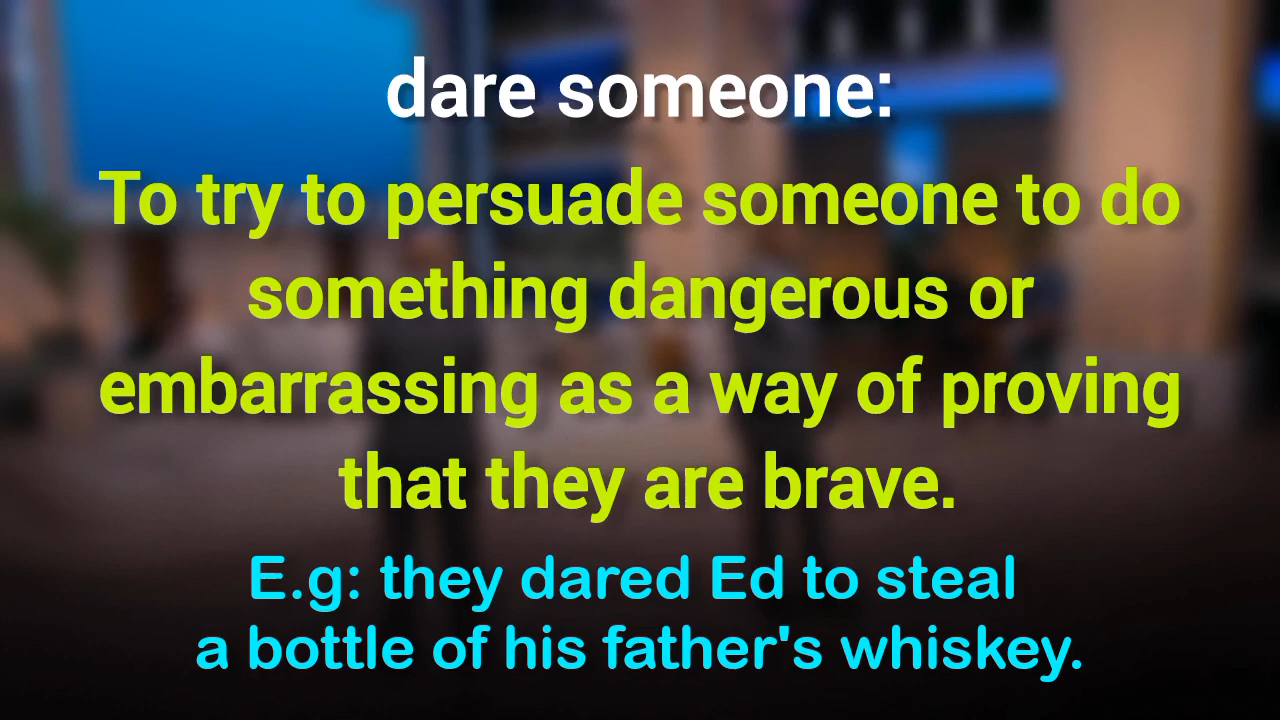 dare someone:
To try to persuade someone to do
something dangerous or
embarrassing as a way of proving
that they are brave.
E.g: they dared Ed to steal
a bottle of his father's whiskey.